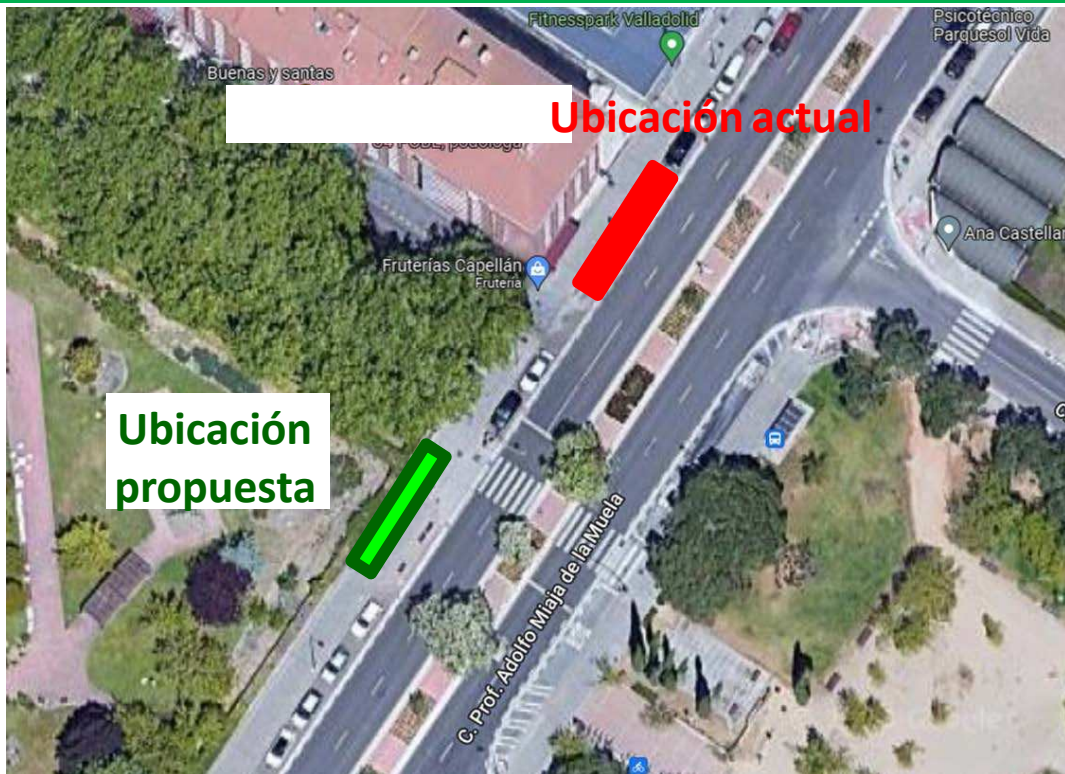 Fitnesspark Valladolid
Psicotécnico
Parquesol Vida
Buenas y santas
Ubicación actual
Ana Castellan
Fruterías Capellán
Frutería
Ubicación
propuesta
C. Prof. Adolfo Miaja de la Muela